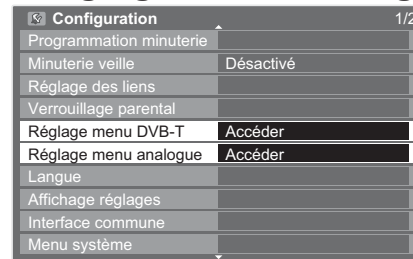 Configuration 1/2
Programmation minuterie
Minuterie veille Désactivé
Réglage des liens
Verrouillage parental
Réglage menu DVB-T Accéder
Réglage menu analogue Accéder
Langue
Affichage réglages
Interface commune
Menu système